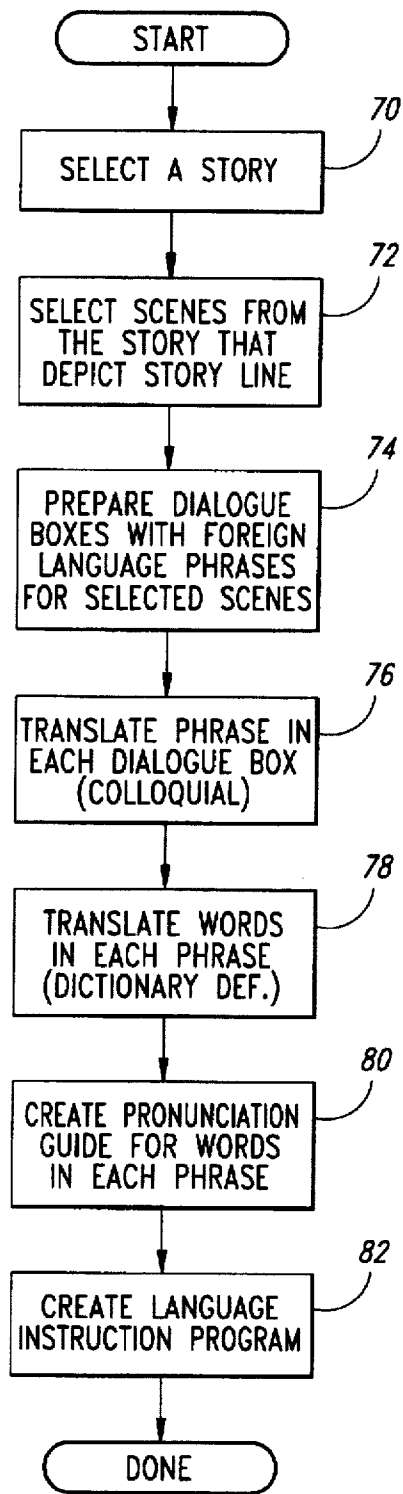 START
70
SELECT A STORY
72
SELECT SCENES FROM
THE STORY THAT
DEPICT STORY LINE
74
PREPARE DIALOGUE
BOXES WITH FOREIGN
LANGUAGE PHRASES
FOR SELECTED SCENES
76
TRANSLATE PHRASE IN
EACH DIALOGUE BOX
(COLLOQUIAL)
78
TRANSLATE WORDS
IN EACH PHRASE
(DICTIONARY DEF.)
80
CREATE PRONUNCIATION
GUIDE FOR WORDS
IN EACH PHRASE
82
CREATE LANGUAGE
INSTRUCTION PROGRAM
DONE